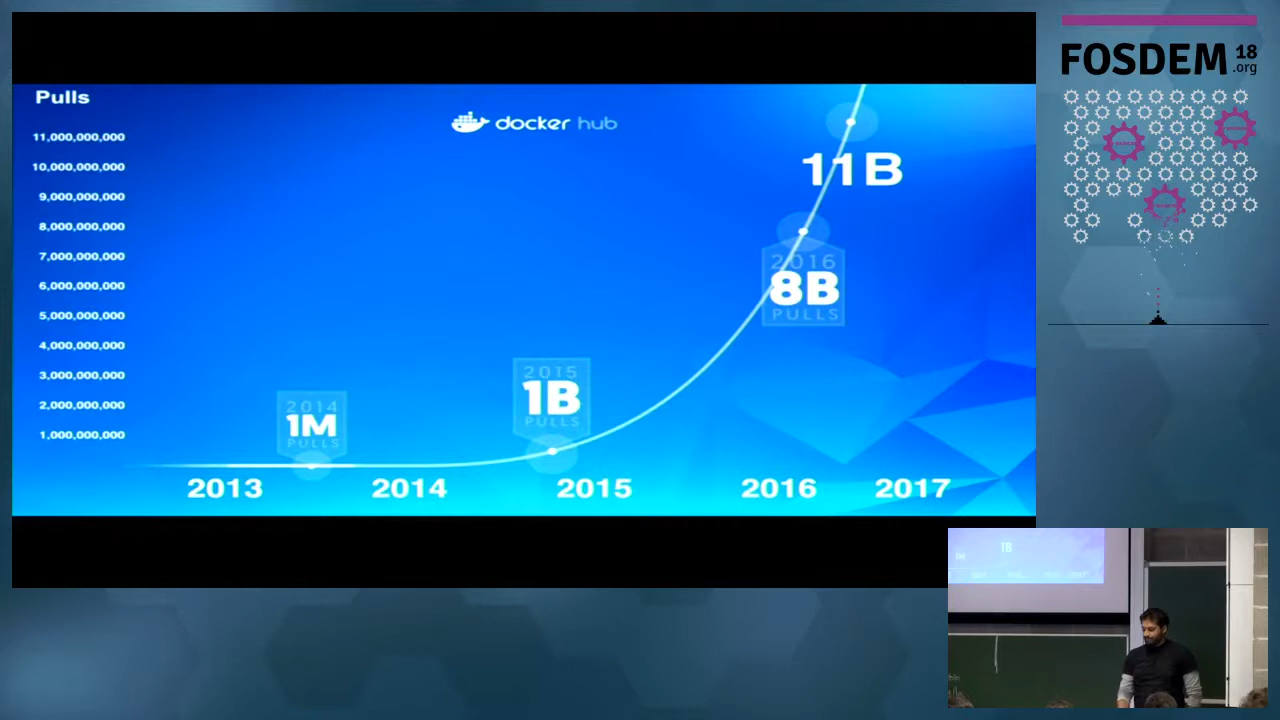 Pulls
docker hub
11,000,000,000
10,000,000,000
9,000,000,000
8,000,000,000
7,000,000,000
6,000,000,000
5,000,000,000
4,000,000,000
3,000,000,000
2,000,000,000
1,000,000,000
11B
2016
8B
PULLS
2015
1B
PULLS
2014
1M
PULLS
2013
2014
2015
2016
2017
FOSDEM 18
.org
1B